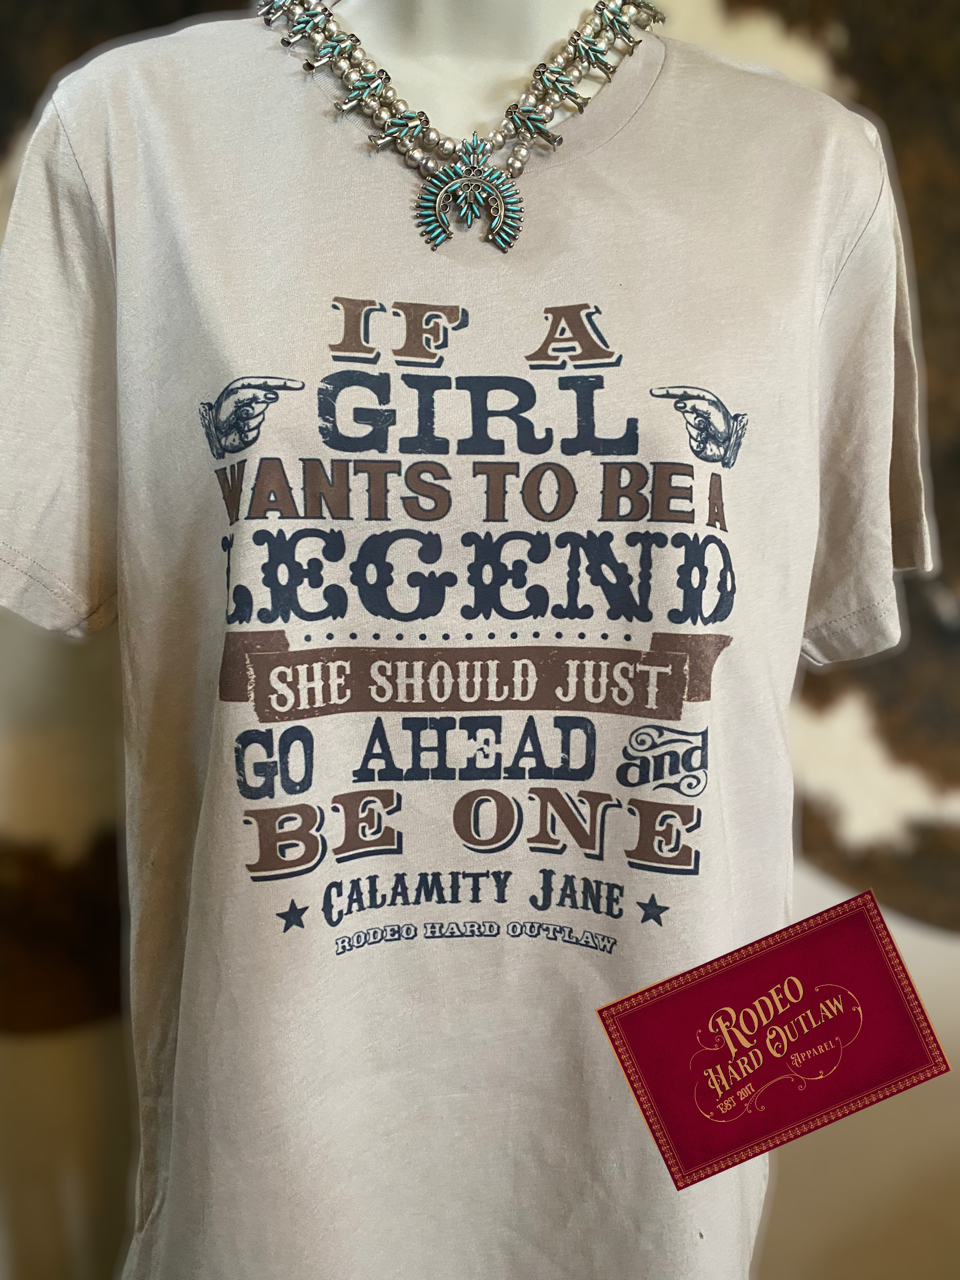 IF A
GIRL
WANTS TO BE A
LEGEND
SHE SHOULD JUST
GO AHEAD and
BE ONE
CALAMITY JANE
RODEO HARD OUTLAW
RODEO
HARD OUTLAW
APPAREL
EST 2017